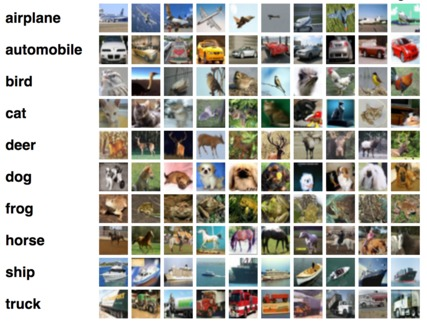 airplane
automobile
bird
cat
deer
dog
frog
horse
ship
truck